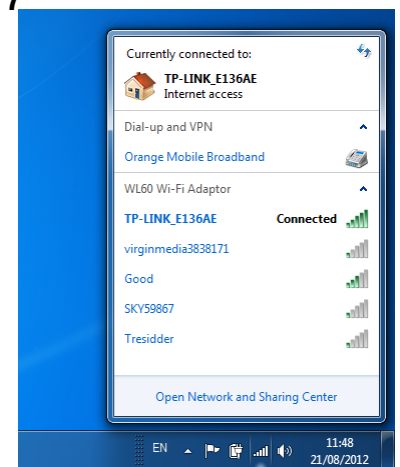 Currently connected to:
TP-LINK_E136AE
Internet access
Dial-up and VPN
Orange Mobile Broadband
WL60 Wi-Fi Adaptor
TP-LINK_E136AE Connected
virginmedia3838171
Good
SKY59867
Tresidder
Open Network and Sharing Center
EN 11:48
21/08/2012